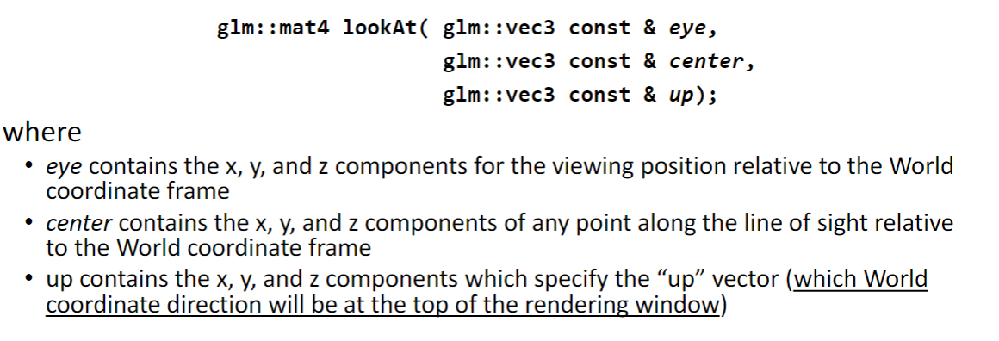 glm::mat4 lookAt( glm::vec3 const & eye,
glm::vec3 const & center,
glm::vec3 const & up);
where
• eye contains the x, y, and z components for the viewing position relative to the World
coordinate frame
• center contains the x, y, and z components of any point along the line of sight relative
to the World coordinate frame
• up contains the x, y, and z components which specify the “up” vector (which World
coordinate direction will be at the top of the rendering window)